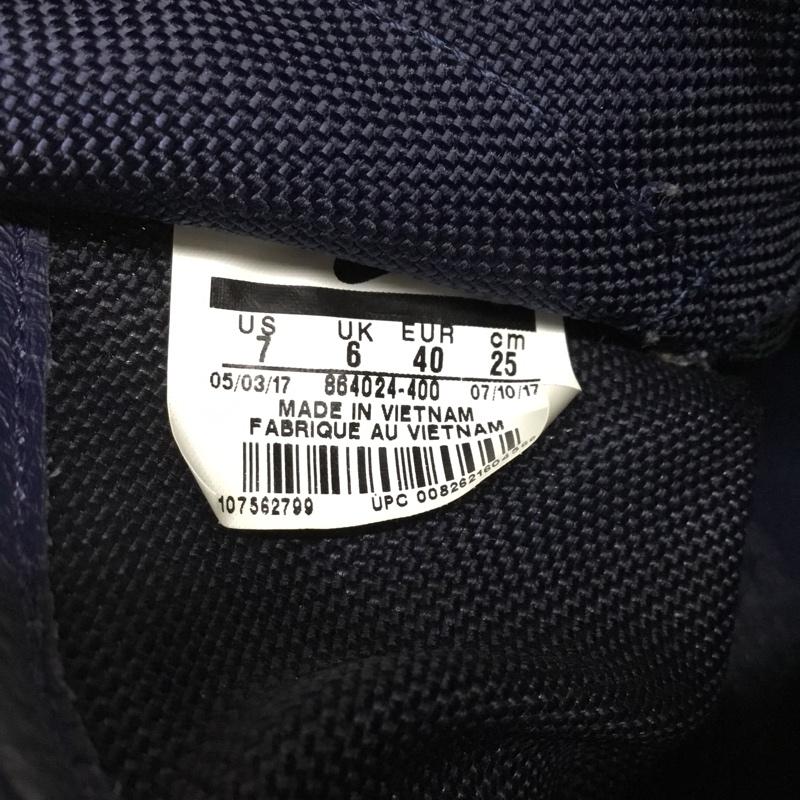 US UK EUR cm
7 6 40 25
05/03/17 864024-400 07/10/17
MADE IN VIETNAM
FABRIQUE AU VIETNAM
107562799 UPC